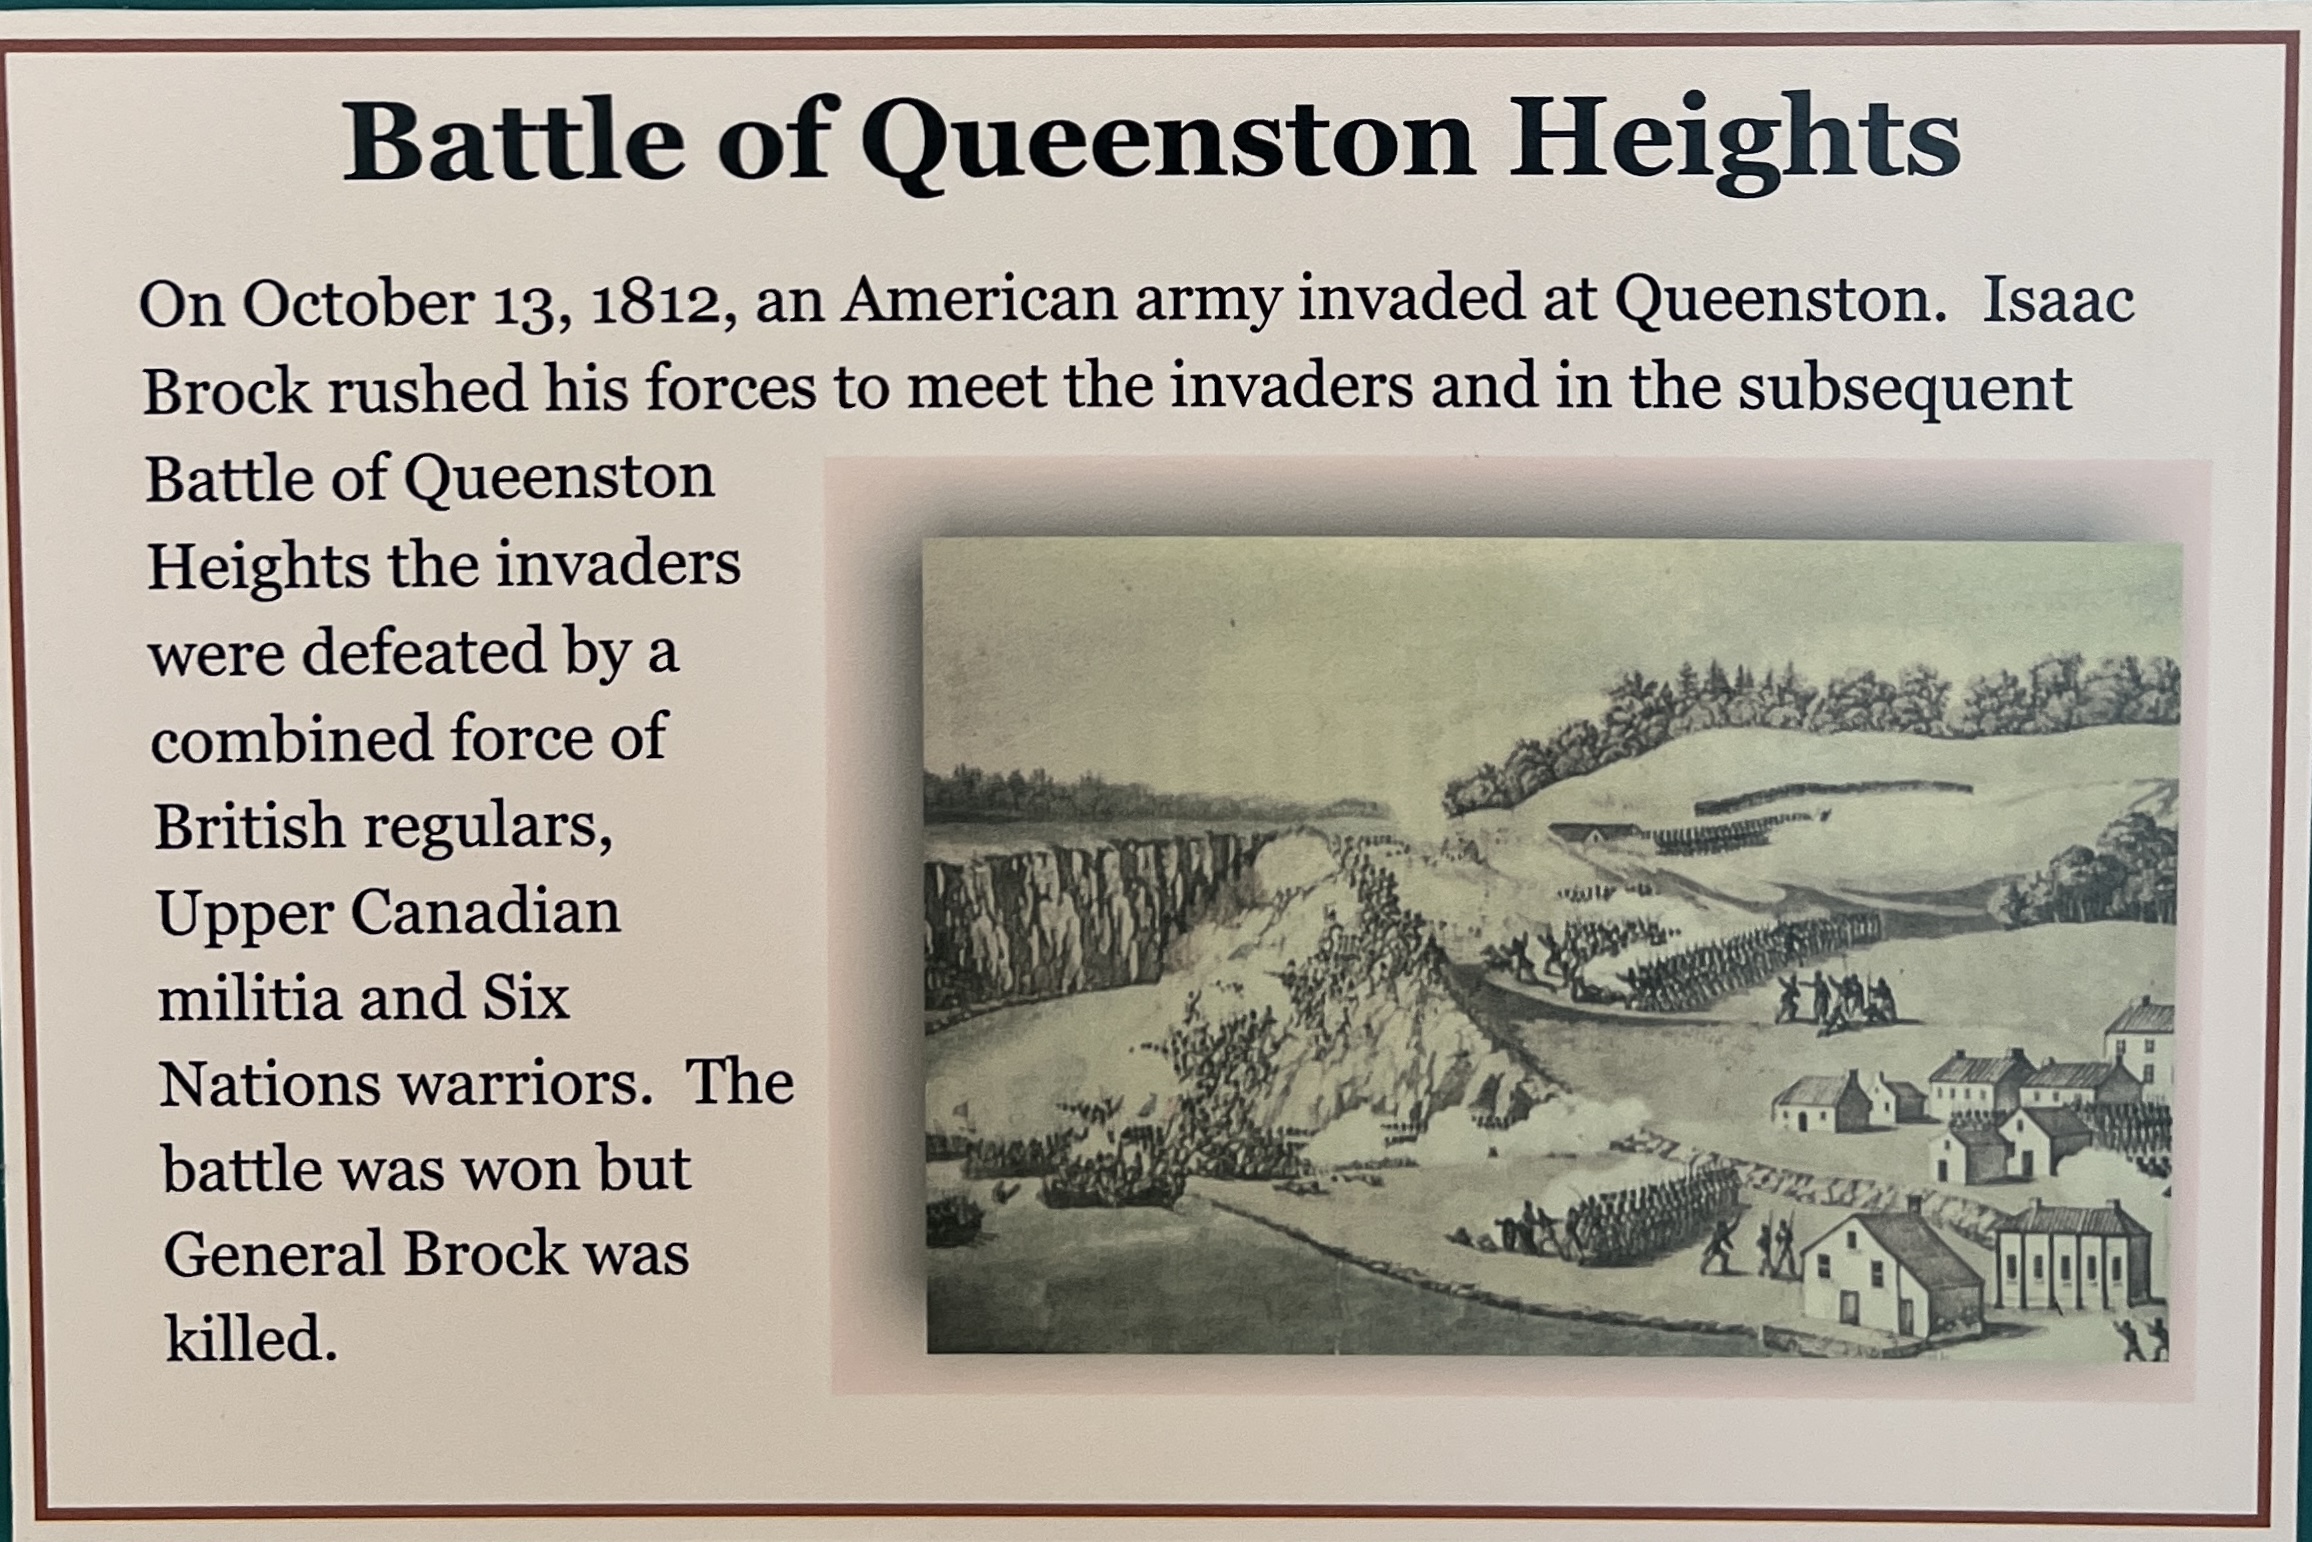 Battle of Queenston Heights
On October 13, 1812, an American army invaded at Queenston.  Isaac
Brock rushed his forces to meet the invaders and in the subsequent
Battle of Queenston
Heights the invaders
were defeated by a
combined force of
British regulars,
Upper Canadian
militia and Six
Nations warriors.  The
battle was won but
General Brock was
killed.